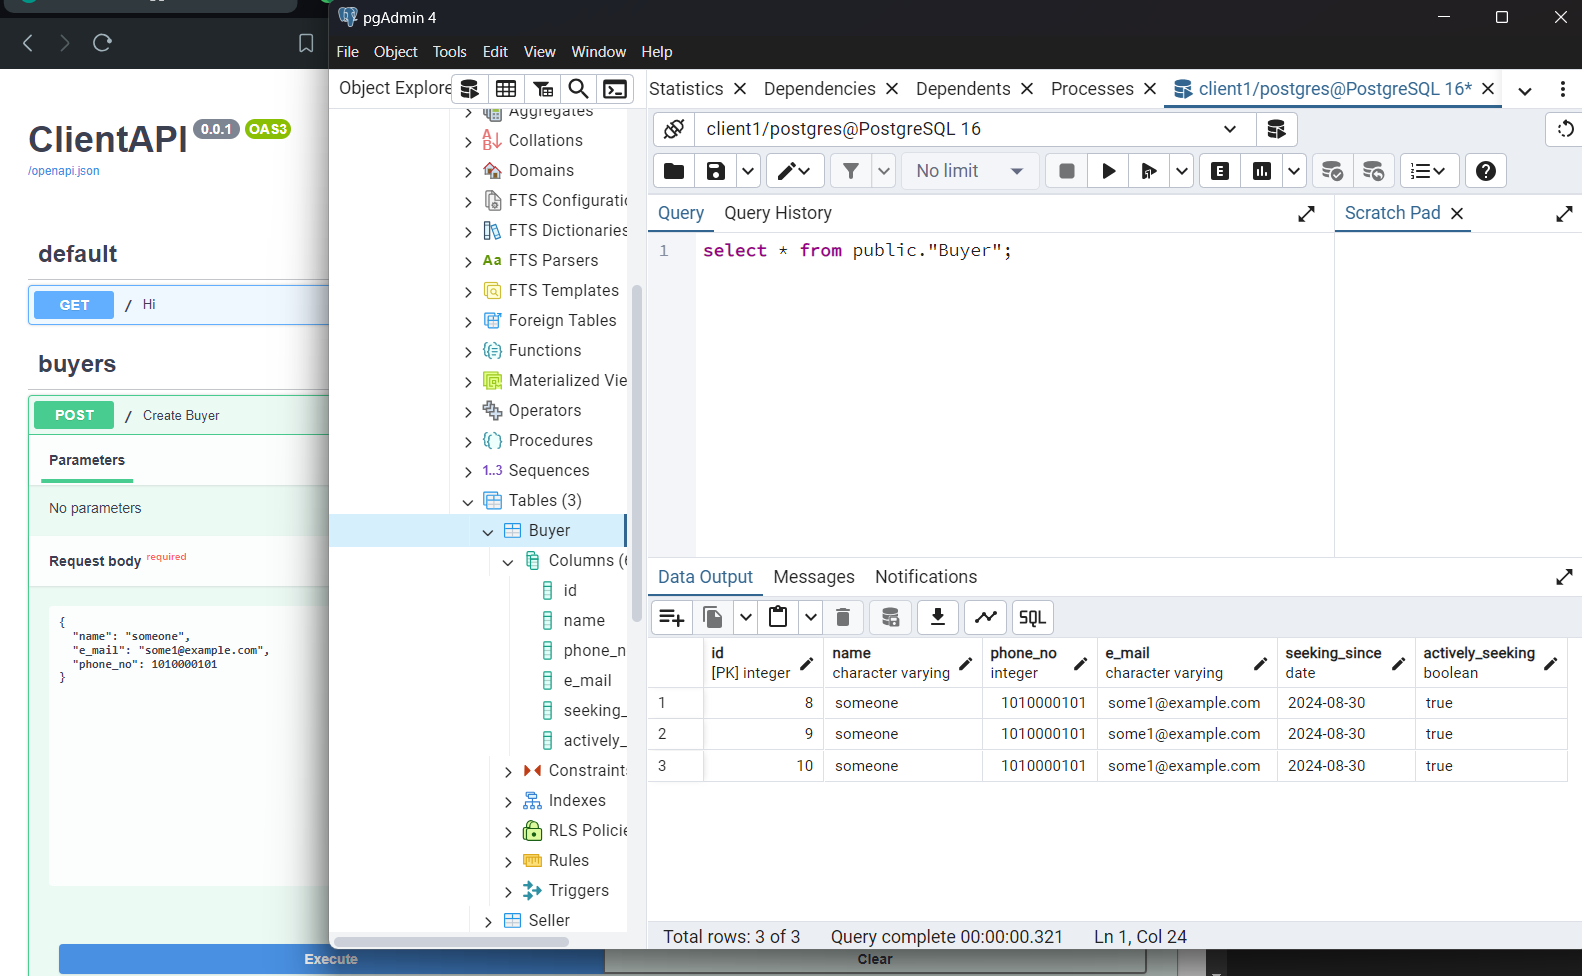 pgAdmin 4
File Object Tools Edit View Window Help
ClientAPI 0.0.1 OAS3
/openapi.json
default
GET / Hi
buyers
POST / Create Buyer
Parameters
No parameters
Request body required
{
"name": "someone",
"e_mail": "some1@example.com",
"phone_no": 1010000101
}
Execute
Clear
Object Explore
Aggregates
Collations
Domains
FTS Configuratio
FTS Dictionaries
Aa FTS Parsers
FTS Templates
Foreign Tables
Functions
Materialized Vie
Operators
Procedures
1..3 Sequences
Tables (3)
Buyer
Columns (6
id
name
phone_n
e_mail
seeking_
actively_
Constraint
Indexes
RLS Policie
Rules
Triggers
Seller
Statistics Dependencies Dependents Processes client1/postgres@PostgreSQL 16*
client1/postgres@PostgreSQL 16
No limit E
Query Query History Scratch Pad
1 select * from public."Buyer";
Data Output Messages Notifications
SQL
id name phone_no e_mail seeking_since actively_seeking
[PK] integer character varying integer character varying date boolean
1 8 someone 1010000101 some1@example.com 2024-08-30 true
2 9 someone 1010000101 some1@example.com 2024-08-30 true
3 10 someone 1010000101 some1@example.com 2024-08-30 true
Total rows: 3 of 3 Query complete 00:00:00.321 Ln 1, Col 24